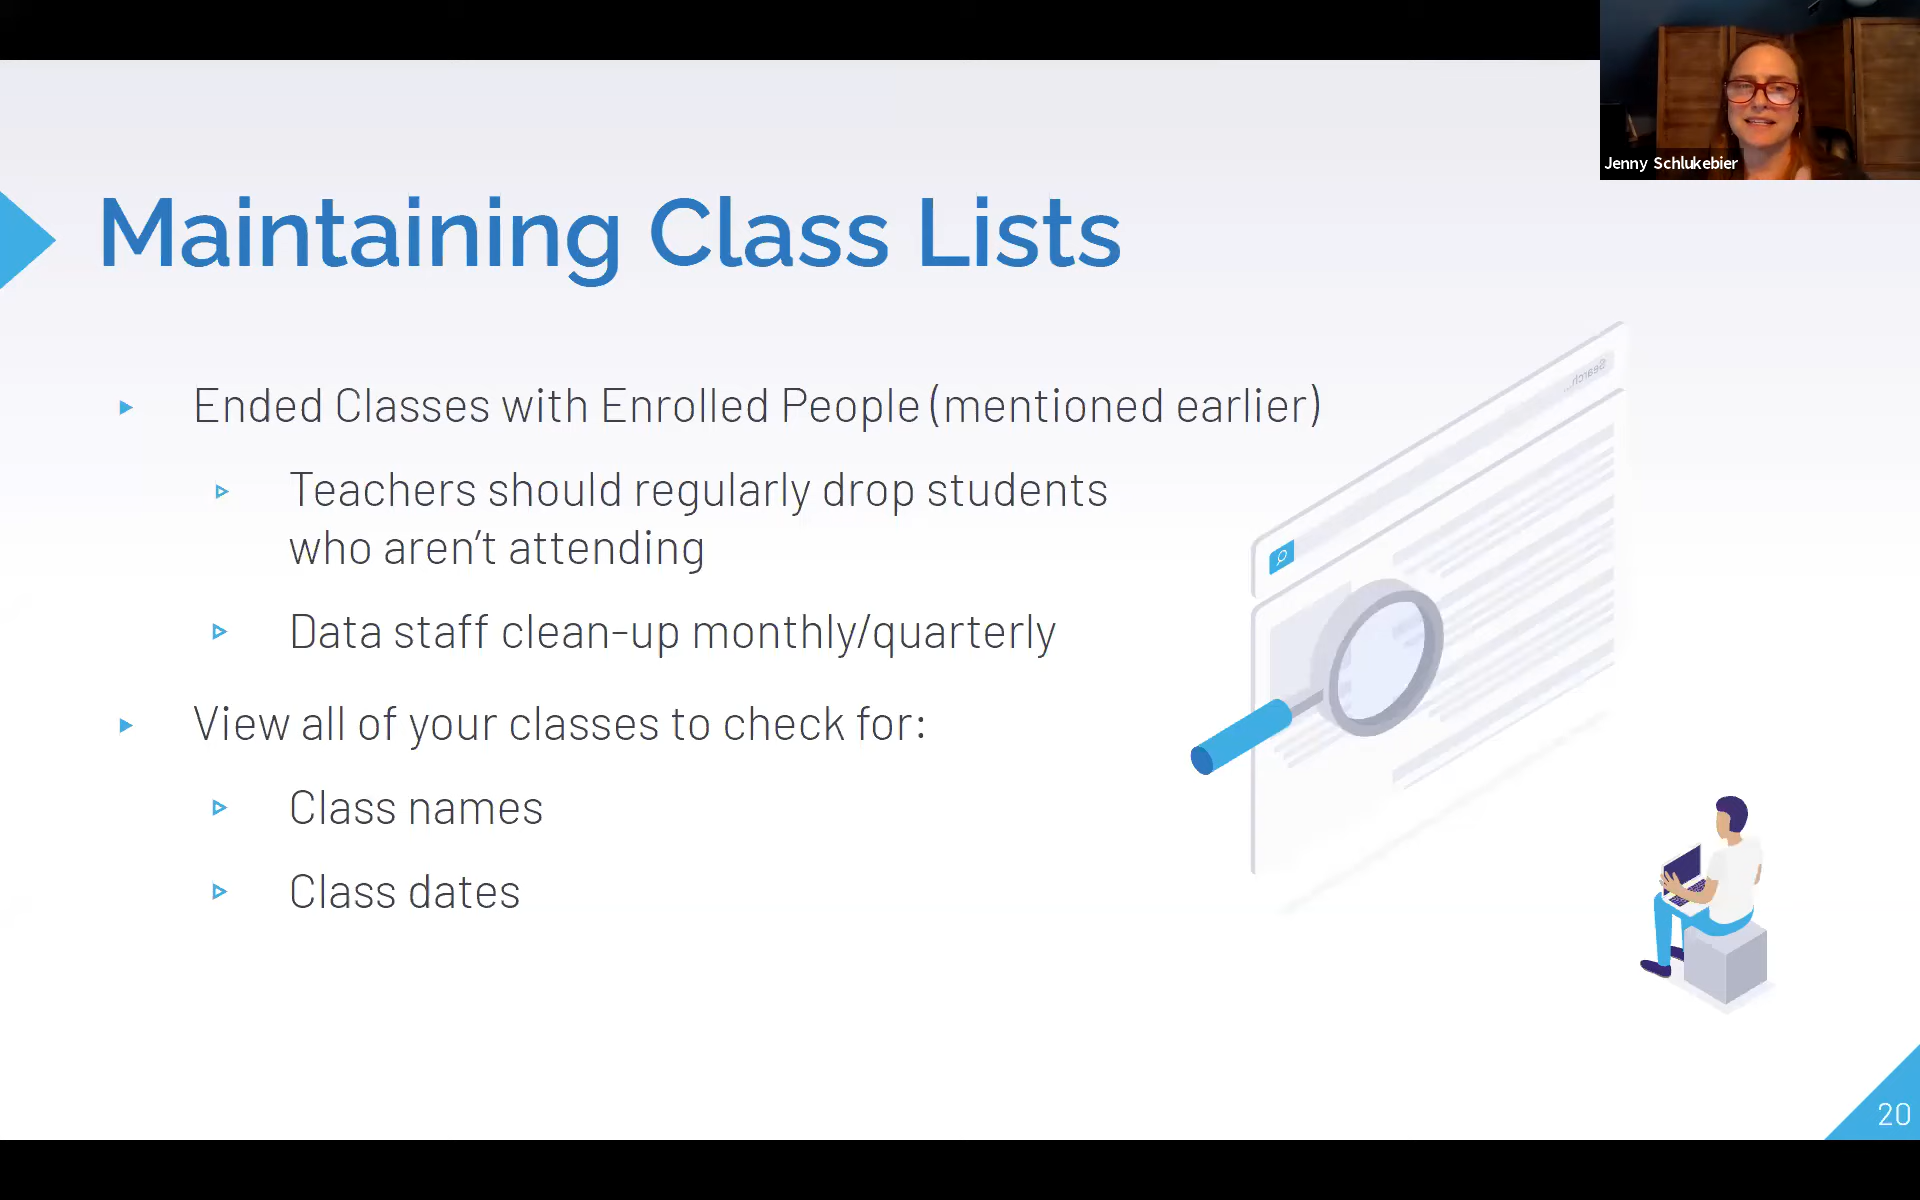 Jenny Schlukebier
Maintaining Class Lists
Ended Classes with Enrolled People (mentioned earlier)
Teachers should regularly drop students
who aren't attending
Data staff clean-up monthly/quarterly
View all of your classes to check for:
Class names
Class dates
Search...
20